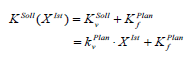 K^{Soll}(X^{Ist}) = K_v^{Soll} + K_f^{Plan}
= k_v^{Plan} · X^{Ist} + K_f^{Plan}